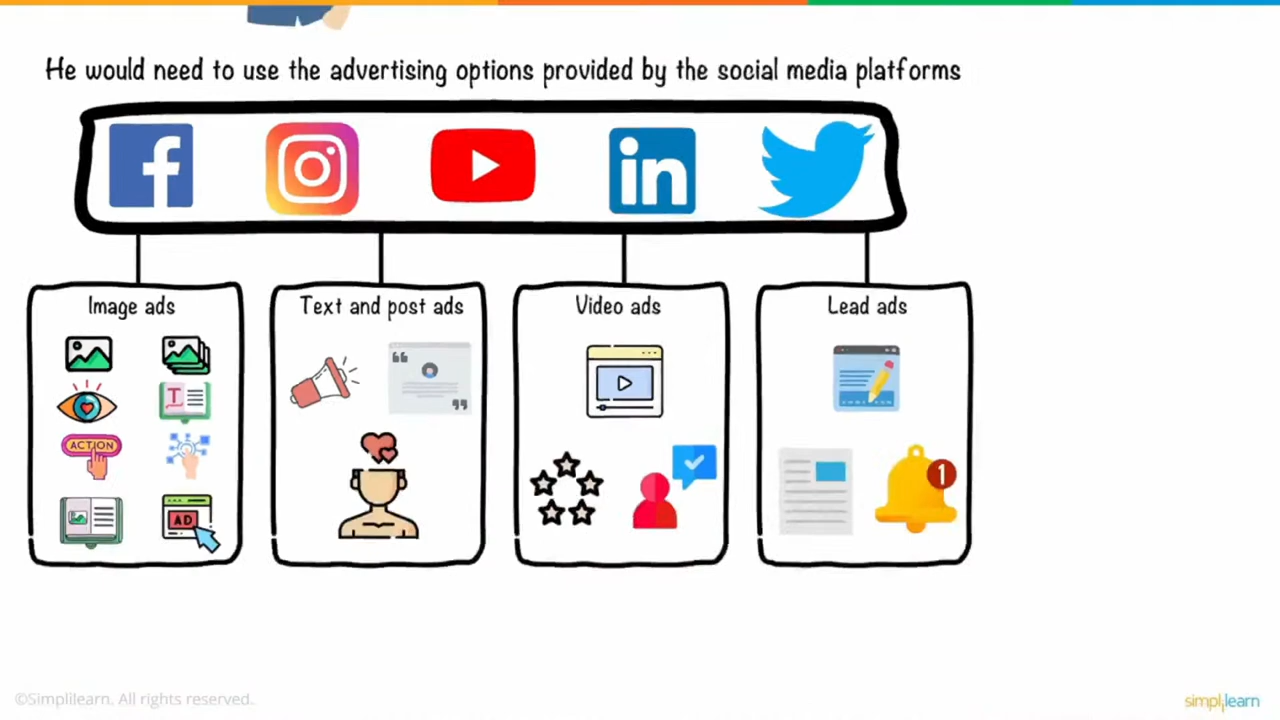 He would need to use the advertising options provided by the social media platforms
f
in
Image ads
Text and post ads
Video ads
Lead ads
T
ACTION
AD
1
©Simplilearn. All rights reserved.
simplilearn